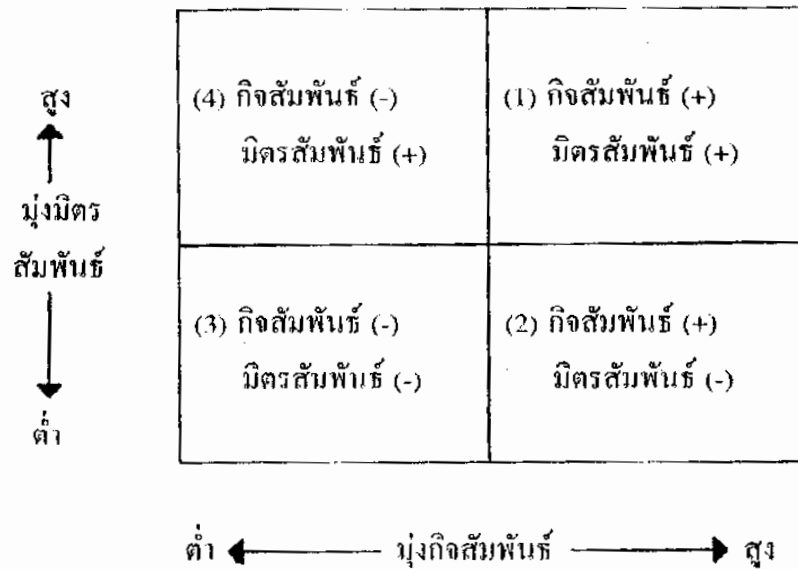 สูง
มุ่งมิตร
สัมพันธ์
ต่ำ
(4) กิจสัมพันธ์ (-)
มิตรสัมพันธ์ (+)
(1) กิจสัมพันธ์ (+)
มิตรสัมพันธ์ (+)
(3) กิจสัมพันธ์ (-)
มิตรสัมพันธ์ (-)
(2) กิจสัมพันธ์ (+)
มิตรสัมพันธ์ (-)
ต่ำ มุ่งกิจสัมพันธ์ สูง